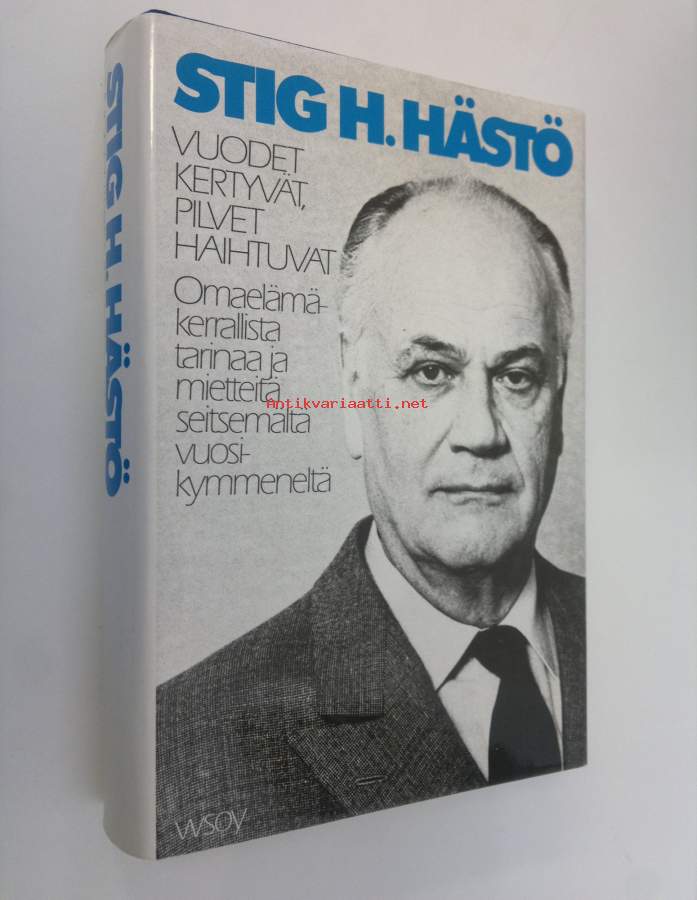 STIG H. HÄSTÖ
STIG H. HÄSTÖ
VUODET
KERTYVÄT,
PILVET
HAIHTUVAT
Omaelämä-
kerrallista
tarinaa ja
mietteitä
Antikvariaatti.net
seitsemältä
vuosi-
kymmeneltä
WSOY